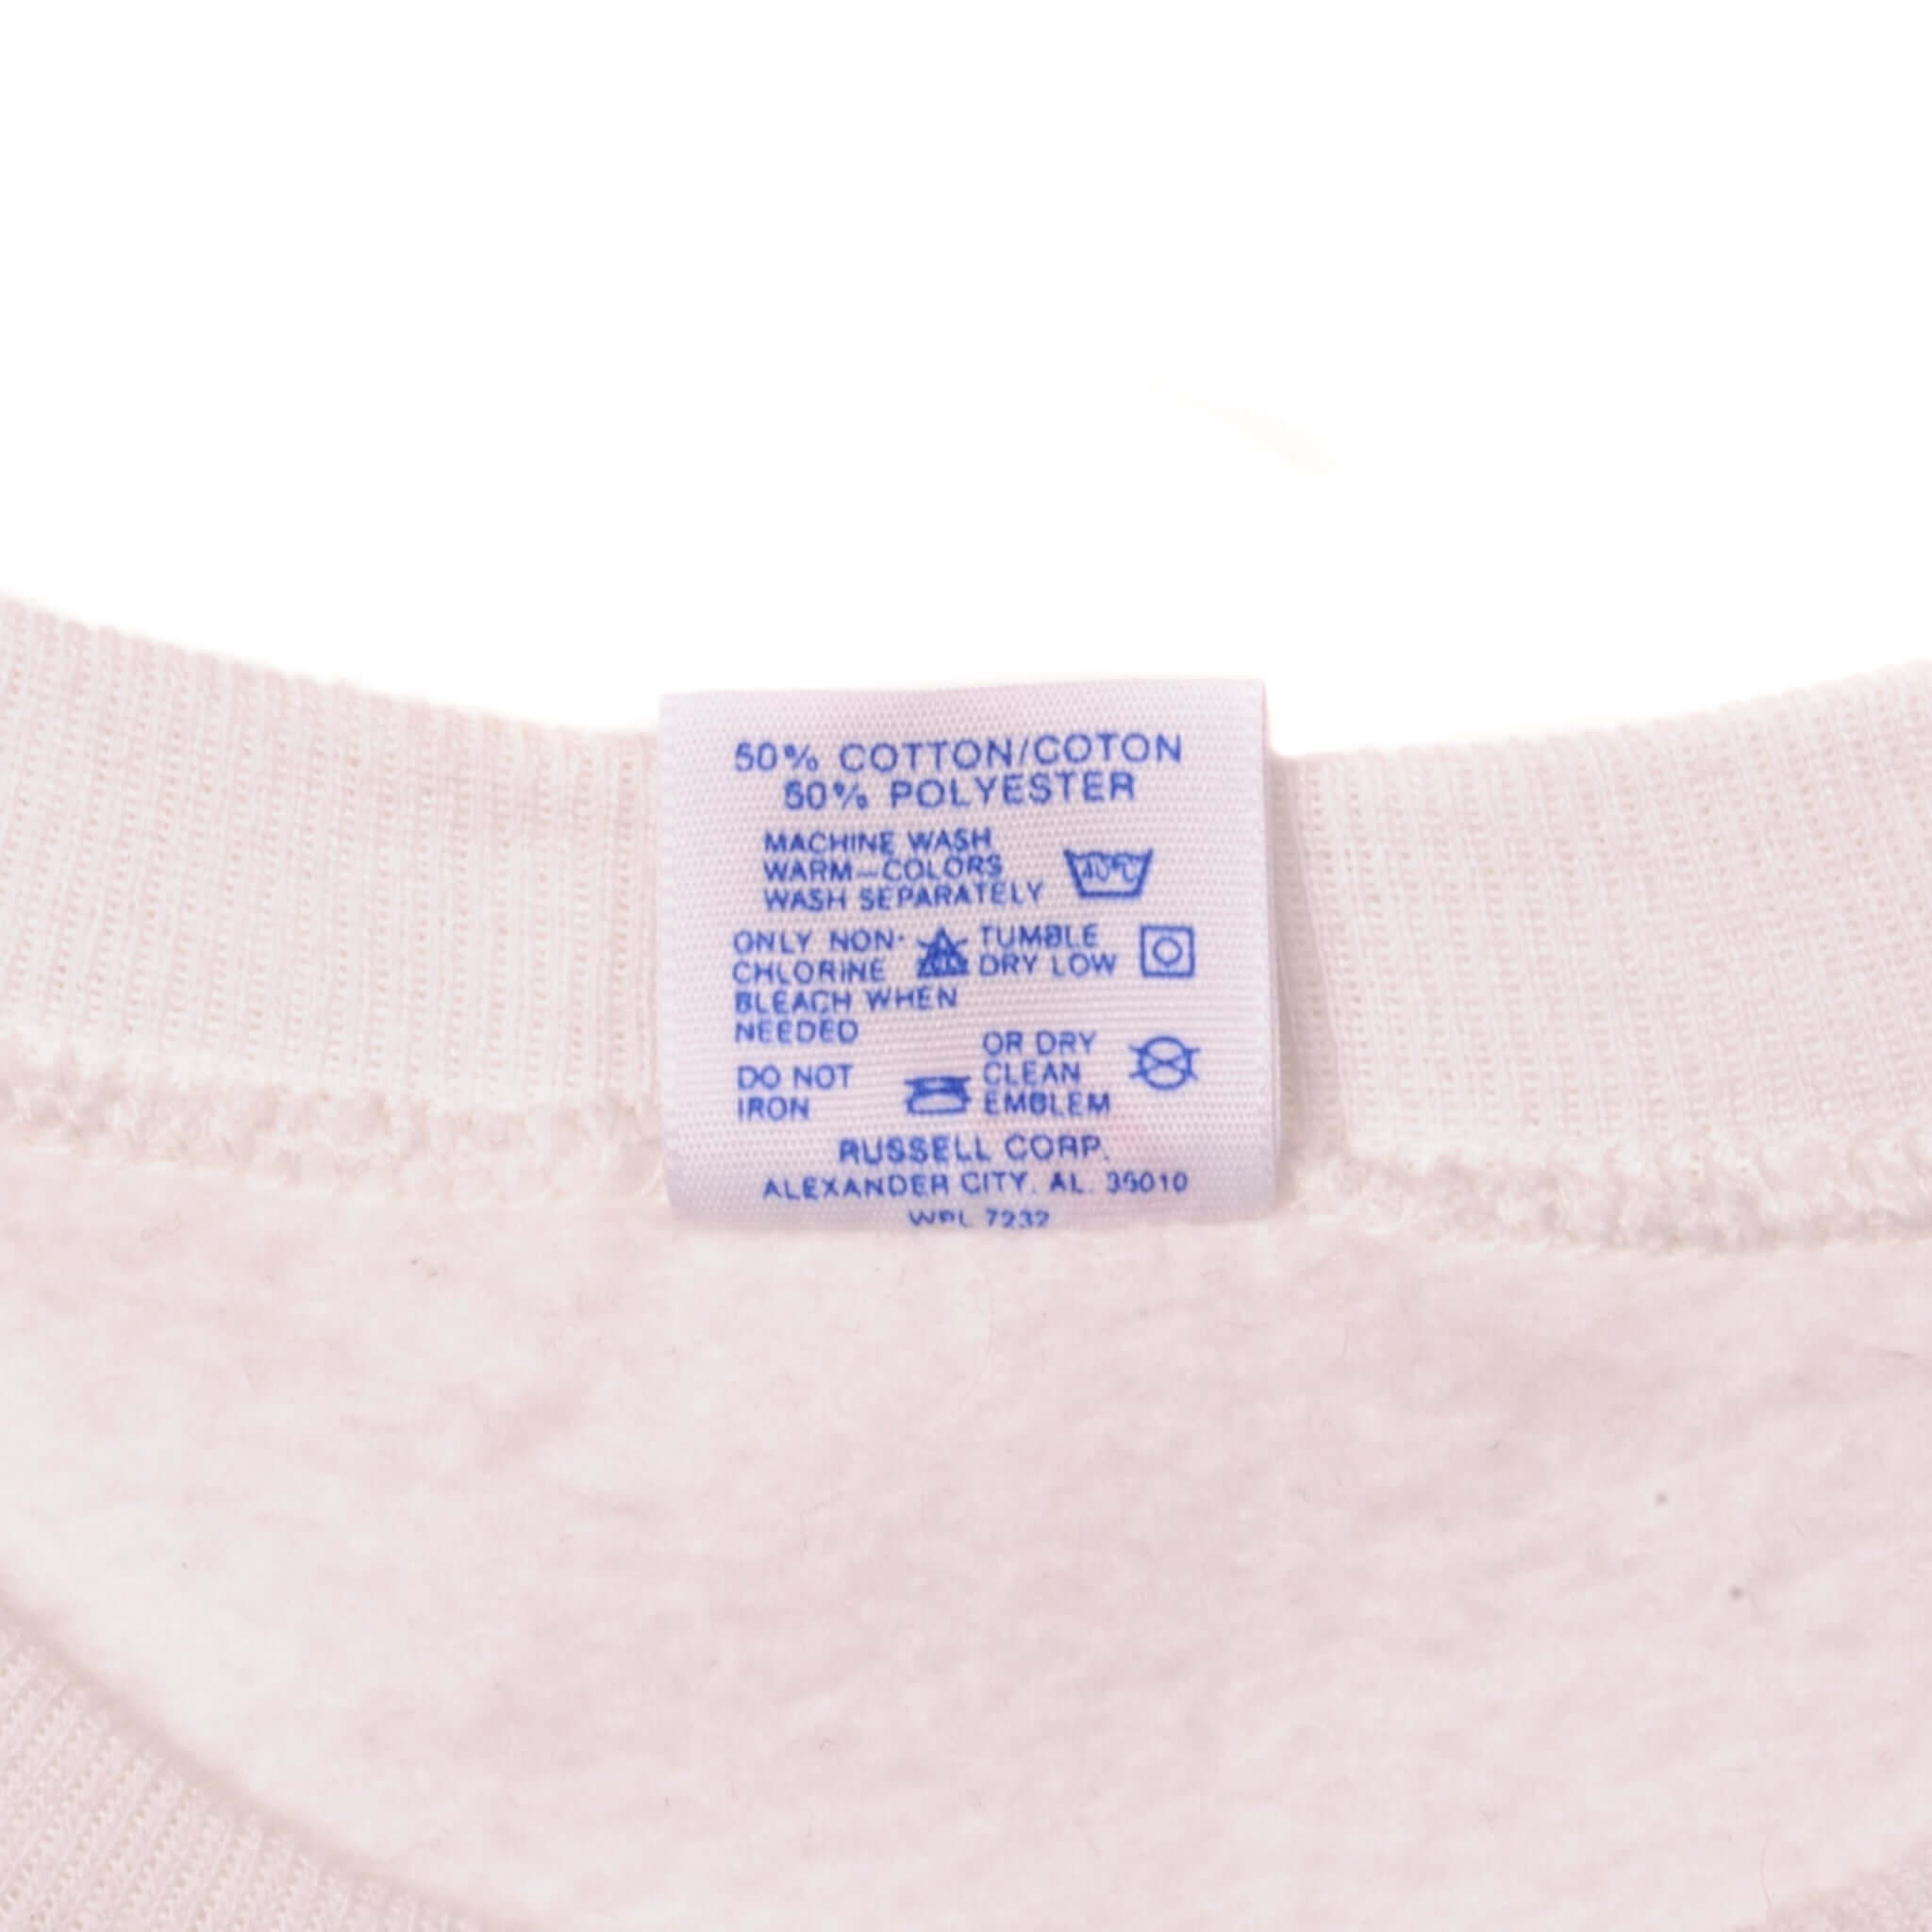 50% COTTON/COTON
50% POLYESTER
MACHINE WASH
WARM—COLORS
WASH SEPARATELY
40°C
ONLY NON-
CHLORINE
BLEACH WHEN
NEEDED
TUMBLE
DRY LOW
DO NOT
IRON
OR DRY
CLEAN
EMBLEM
RUSSELL CORP.
ALEXANDER CITY, AL. 35010
WPL 7232